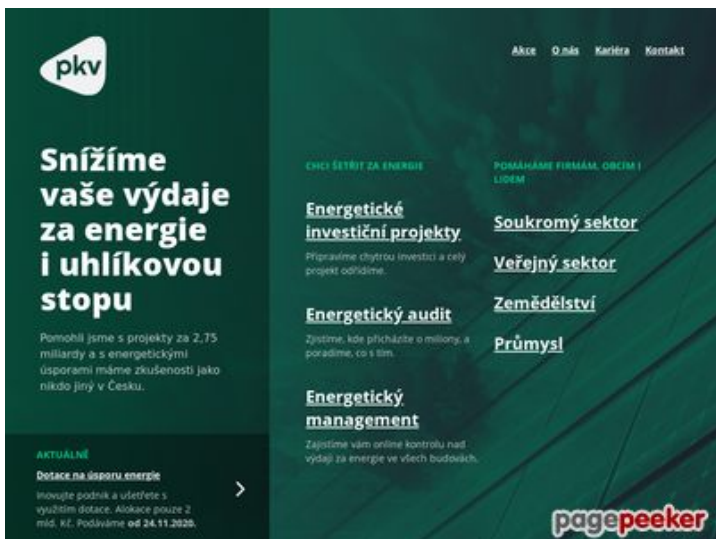 pkv
Akce O nás Kariéra Kontakt
Snížíme
vaše výdaje
za energie
i uhlíkovou
stopu
Pomohli jsme s projekty za 2,75
miliardy a s energetickými
úsporami máme zkušenosti jako
nikdo jiný v Česku.
AKTUÁLNĚ
Dotace na úsporu energie
Inovujte podnik a ušetřete s
využitím dotace. Alokace pouze 2
mld. Kč. Podáváme od 24.11.2020.
CHCI ŠETŘIT ZA ENERGIE
Energetické
investiční projekty
Připravíme chytrou investici a celý
projekt odřídíme.
Energetický audit
Zjistíme, kde přicházíte o miliony, a
poradíme, co s tím.
Energetický
management
Zajistíme vám online kontrolu nad
výdaji za energie ve všech budovách.
POMÁHÁME FIRMÁM, OBCÍM I
LIDEM
Soukromý sektor
Veřejný sektor
Zemědělství
Průmysl
pagepeeker